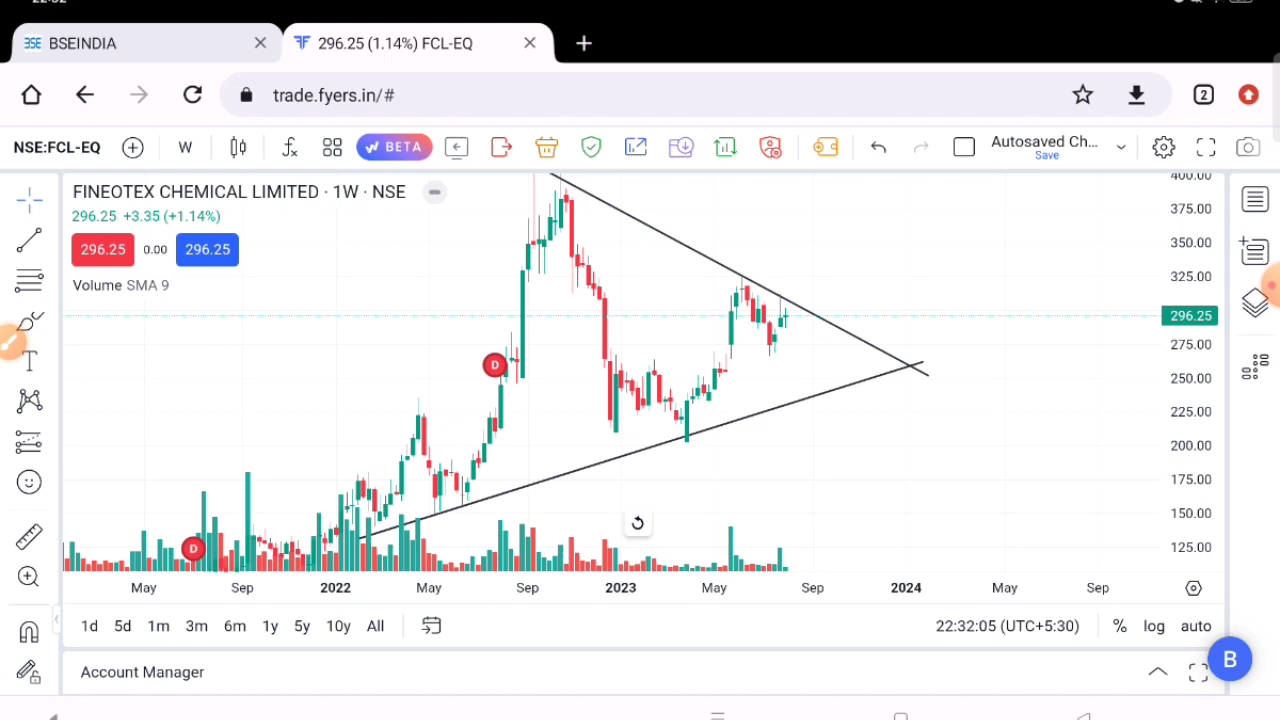 BSEINDIA
296.25 (1.14%) FCL-EQ
trade.fyers.in/#
2
NSE:FCL-EQ
W
BETA
Autosaved Ch...
Save
FINEOTEX CHEMICAL LIMITED · 1W · NSE
296.25 +3.35 (+1.14%)
296.25 0.00 296.25
Volume SMA 9
400.00
375.00
350.00
325.00
296.25
275.00
250.00
225.00
200.00
175.00
150.00
125.00
D
D
May Sep 2022 May Sep 2023 May Sep 2024 May Sep
1d 5d 1m 3m 6m 1y 5y 10y All
22:32:05 (UTC+5:30) % log auto
Account Manager
B